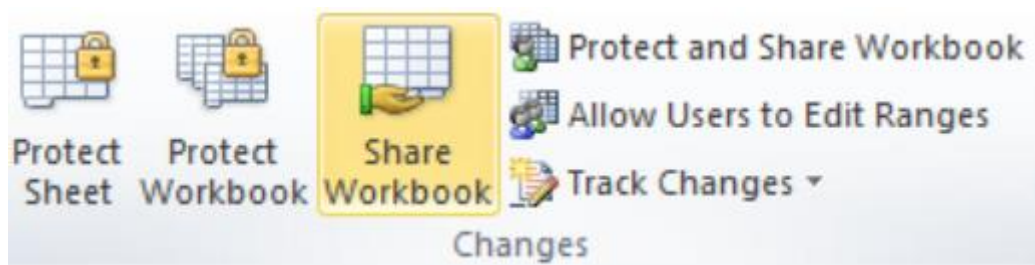 Protect
Sheet
Protect
Workbook
Share
Workbook
Protect and Share Workbook
Allow Users to Edit Ranges
Track Changes
Changes